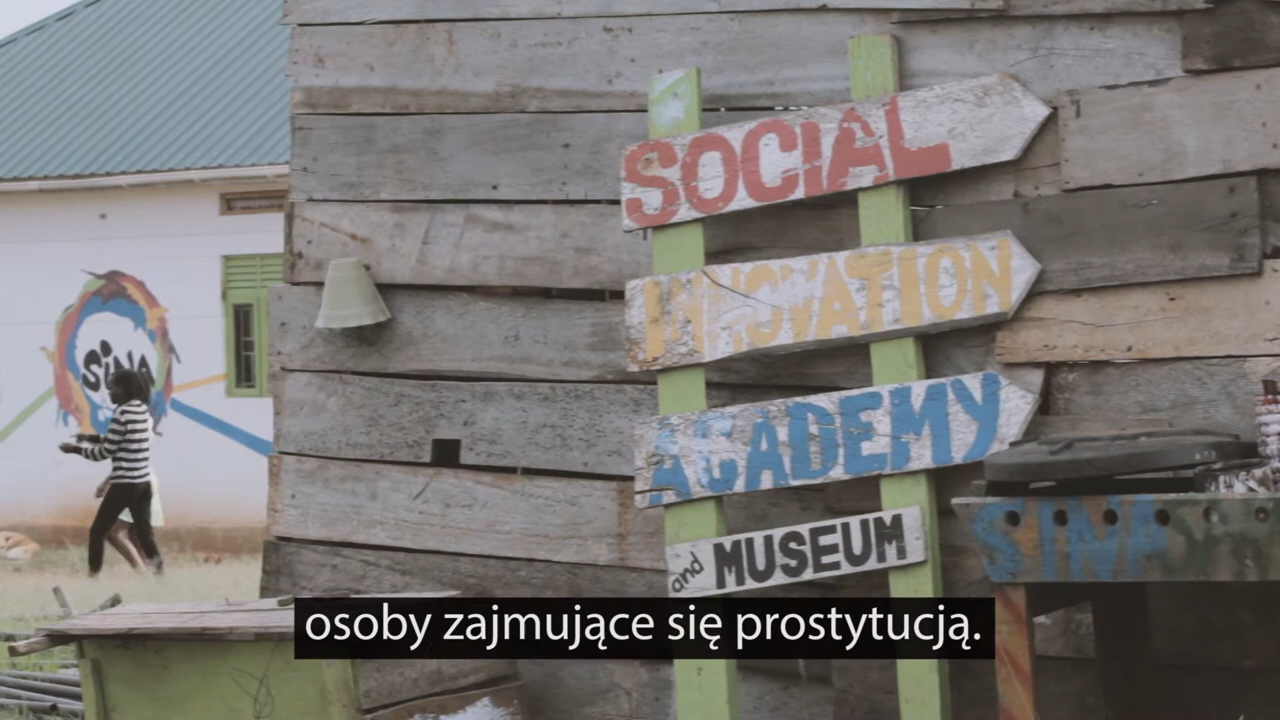 SOCIAL
INNOVATION
ACADEMY
and MUSEUM
SiNA
SINA
osoby zajmujące się prostytucją.